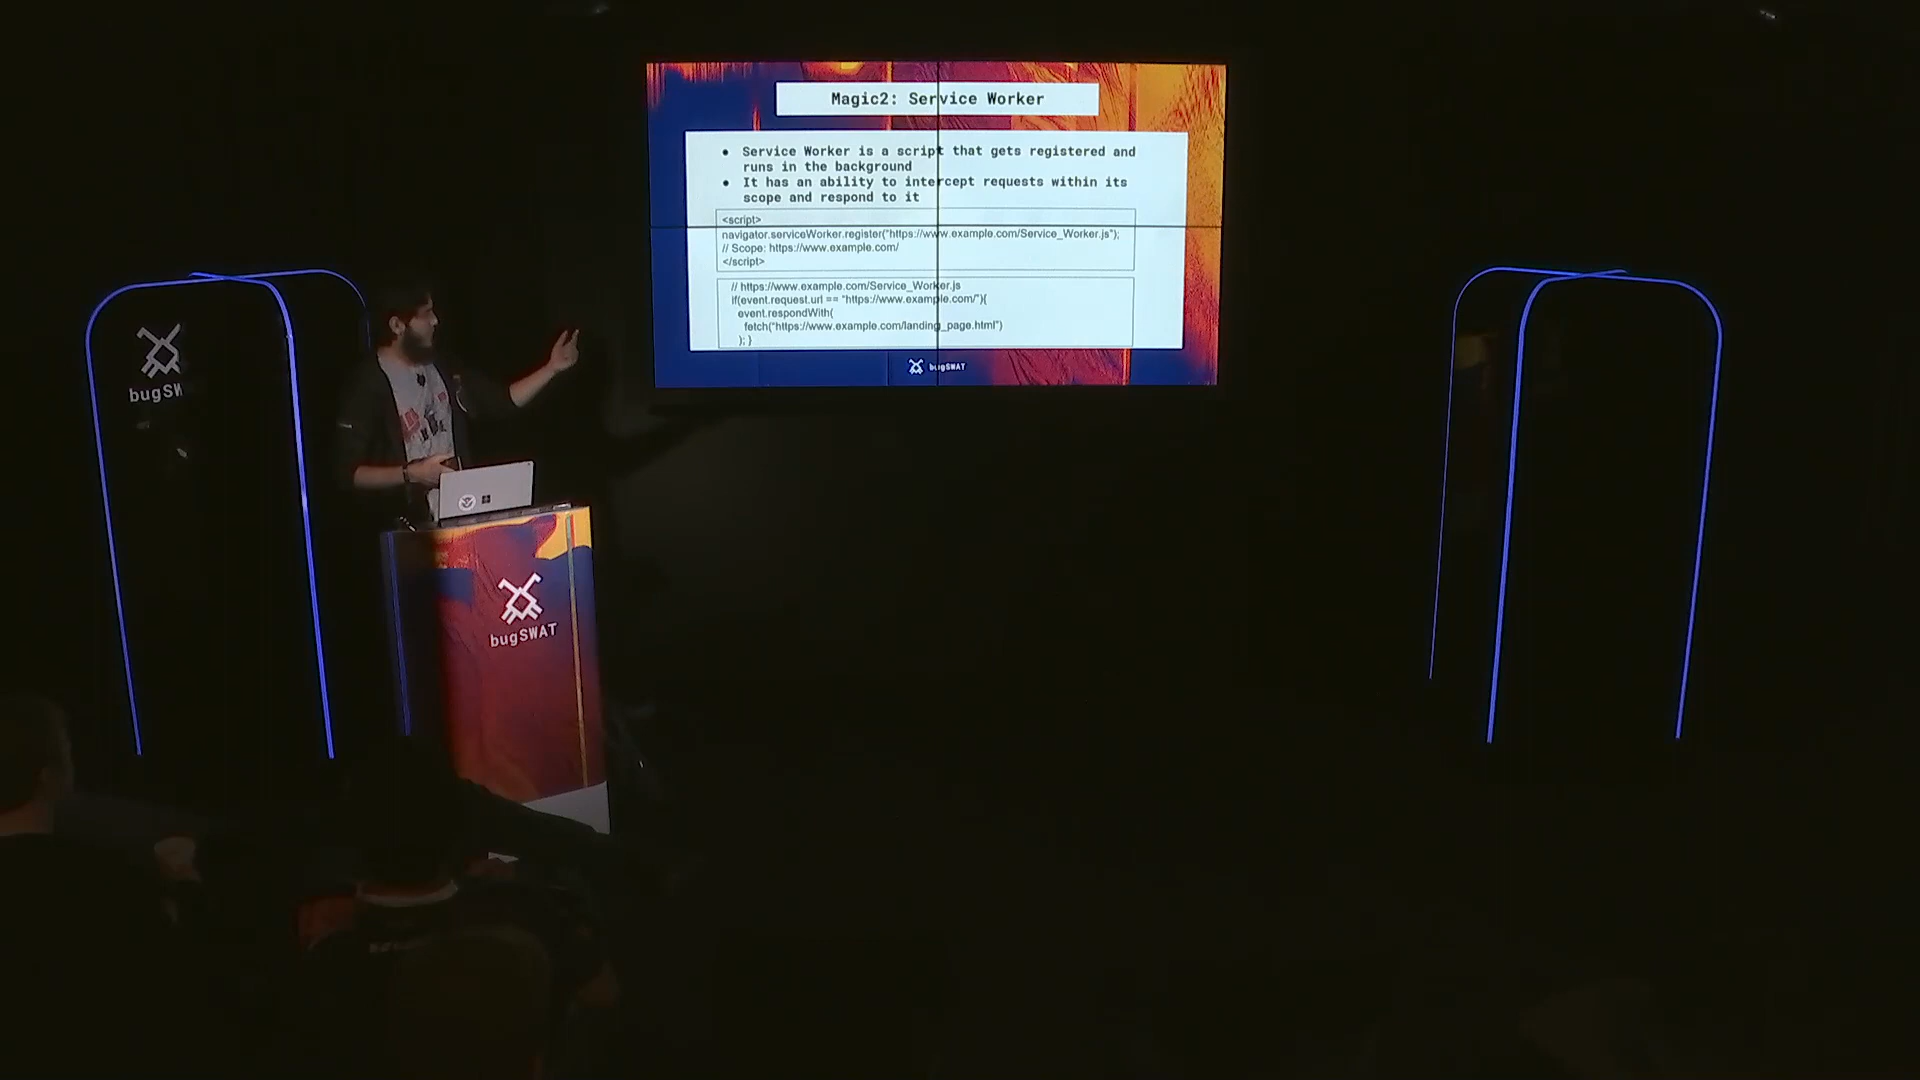 Magic2: Service Worker
● Service Worker is a script that gets registered and
runs in the background
● It has an ability to intercept requests within its
scope and respond to it
<script>
navigator.serviceWorker.register("https://www.example.com/Service_Worker.js");
// Scope: https://www.example.com/
</script>
// https://www.example.com/Service_Worker.js
if(event.request.url == "https://www.example.com/"){
event.respondWith(
fetch("https://www.example.com/landing_page.html")
); }
bugSWAT
bugSW
bugSWAT